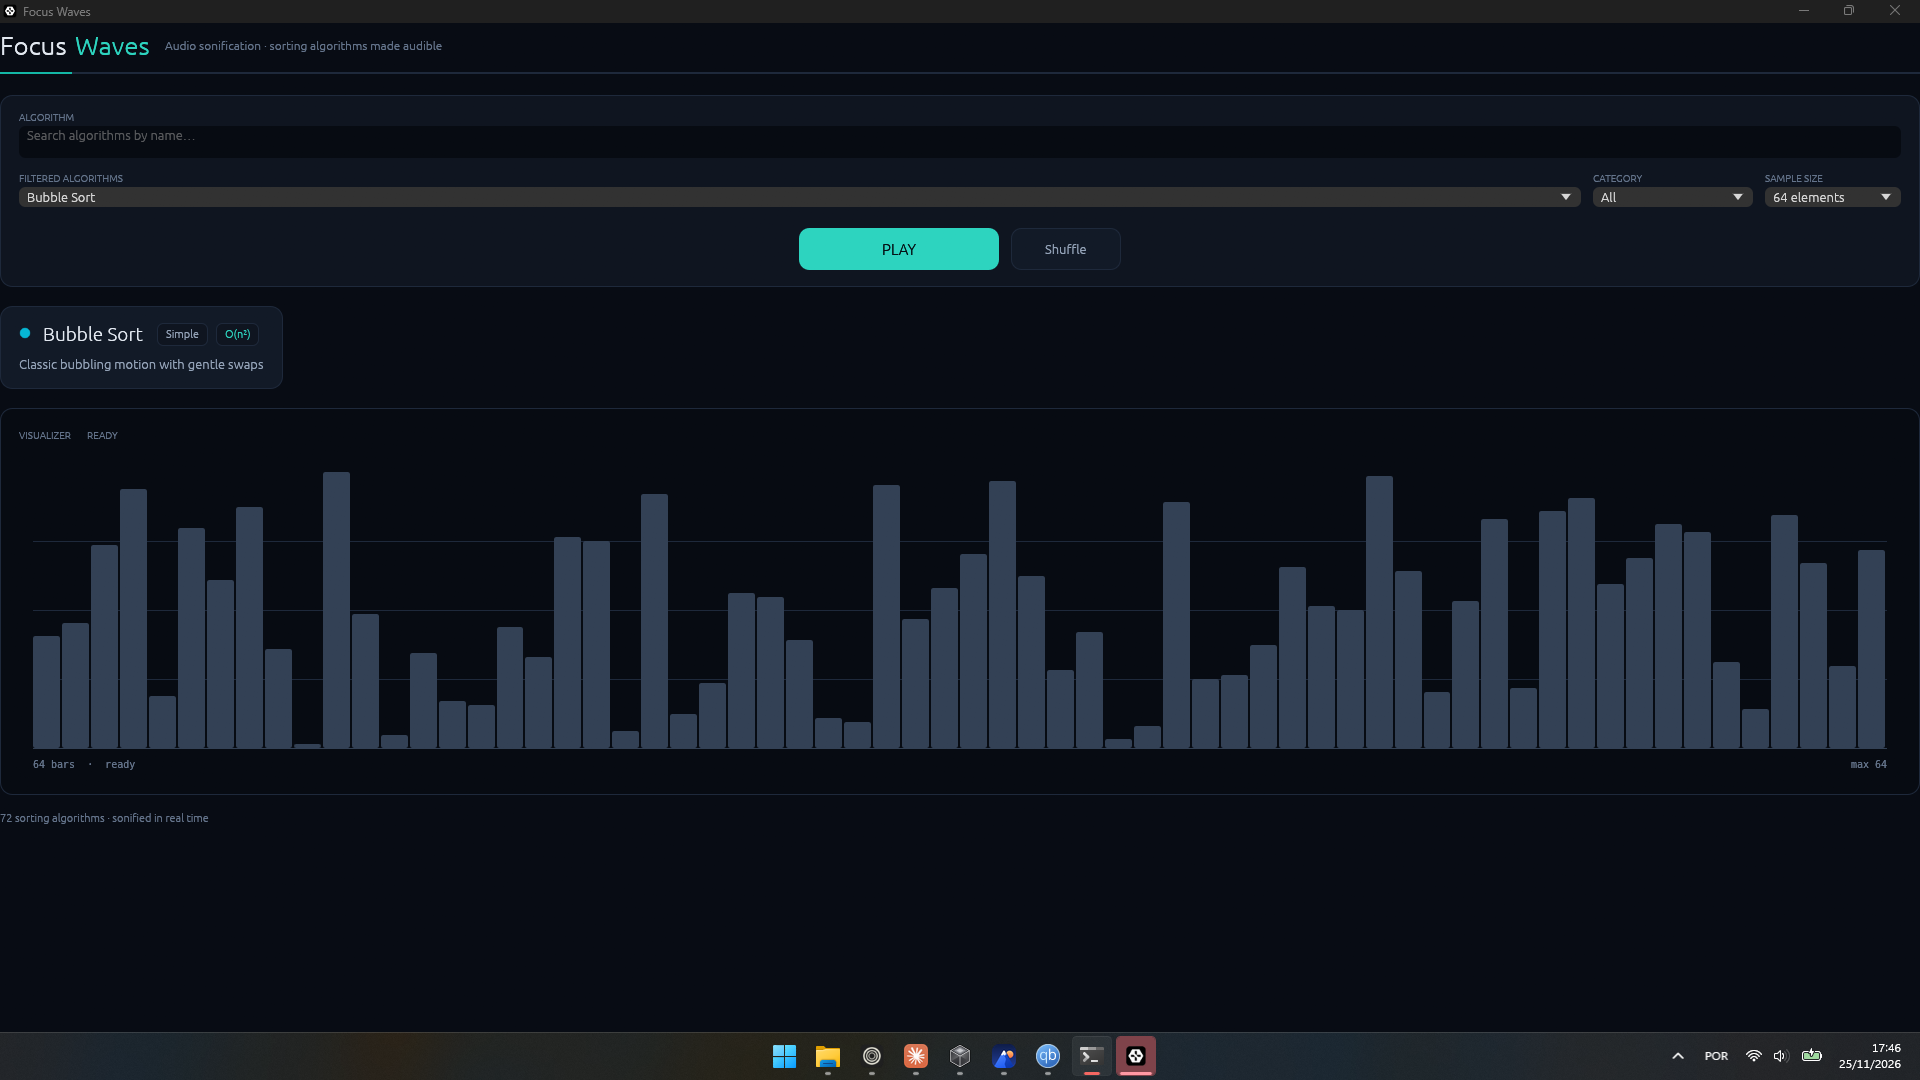 Focus Waves
Focus Waves Audio sonification · sorting algorithms made audible
ALGORITHM
Search algorithms by name...
FILTERED ALGORITHMS CATEGORY SAMPLE SIZE
Bubble Sort All 64 elements
PLAY Shuffle
Bubble Sort Simple O(n²)
Classic bubbling motion with gentle swaps
VISUALIZER READY
64 bars · ready max 64
72 sorting algorithms · sonified in real time
qb
POR 17:46
25/11/2026